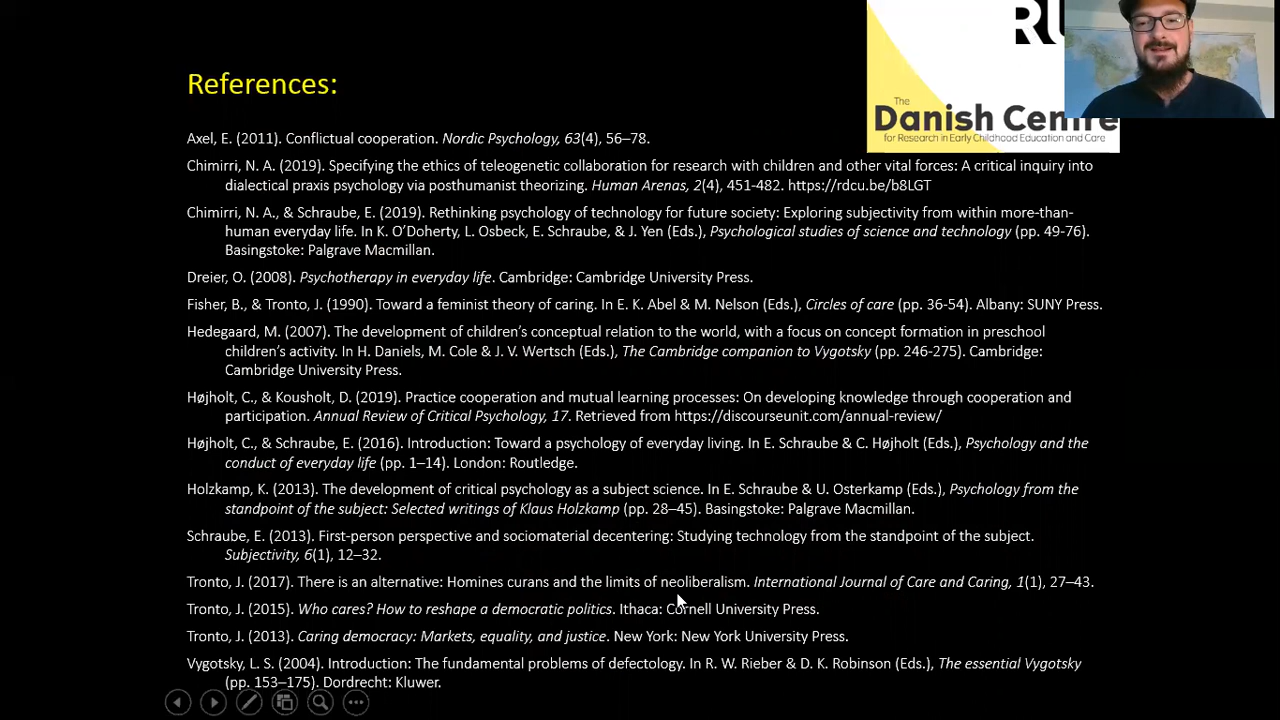 RU
The
Danish Centre
for Research in Early Childhood Education and Care
References:
Axel, E. (2011). Conflictual cooperation. Nordic Psychology, 63(4), 56–78.
Chimirri, N. A. (2019). Specifying the ethics of teleogenetic collaboration for research with children and other vital forces: A critical inquiry into
dialectical praxis psychology via posthumanist theorizing. Human Arenas, 2(4), 451-482. https://rdcu.be/b8LGT
Chimirri, N. A., & Schraube, E. (2019). Rethinking psychology of technology for future society: Exploring subjectivity from within more-than-
human everyday life. In K. O’Doherty, L. Osbeck, E. Schraube, & J. Yen (Eds.), Psychological studies of science and technology (pp. 49-76).
Basingstoke: Palgrave Macmillan.
Dreier, O. (2008). Psychotherapy in everyday life. Cambridge: Cambridge University Press.
Fisher, B., & Tronto, J. (1990). Toward a feminist theory of caring. In E. K. Abel & M. Nelson (Eds.), Circles of care (pp. 36-54). Albany: SUNY Press.
Hedegaard, M. (2007). The development of children’s conceptual relation to the world, with a focus on concept formation in preschool
children’s activity. In H. Daniels, M. Cole & J. V. Wertsch (Eds.), The Cambridge companion to Vygotsky (pp. 246-275). Cambridge:
Cambridge University Press.
Højholt, C., & Kousholt, D. (2019). Practice cooperation and mutual learning processes: On developing knowledge through cooperation and
participation. Annual Review of Critical Psychology, 17. Retrieved from https://discourseunit.com/annual-review/
Højholt, C., & Schraube, E. (2016). Introduction: Toward a psychology of everyday living. In E. Schraube & C. Højholt (Eds.), Psychology and the
conduct of everyday life (pp. 1–14). London: Routledge.
Holzkamp, K. (2013). The development of critical psychology as a subject science. In E. Schraube & U. Osterkamp (Eds.), Psychology from the
standpoint of the subject: Selected writings of Klaus Holzkamp (pp. 28–45). Basingstoke: Palgrave Macmillan.
Schraube, E. (2013). First-person perspective and sociomaterial decentering: Studying technology from the standpoint of the subject.
Subjectivity, 6(1), 12–32.
Tronto, J. (2017). There is an alternative: Homines curans and the limits of neoliberalism. International Journal of Care and Caring, 1(1), 27–43.
Tronto, J. (2015). Who cares? How to reshape a democratic politics. Ithaca: Cornell University Press.
Tronto, J. (2013). Caring democracy: Markets, equality, and justice. New York: New York University Press.
Vygotsky, L. S. (2004). Introduction: The fundamental problems of defectology. In R. W. Rieber & D. K. Robinson (Eds.), The essential Vygotsky
(pp. 153–175). Dordrecht: Kluwer.